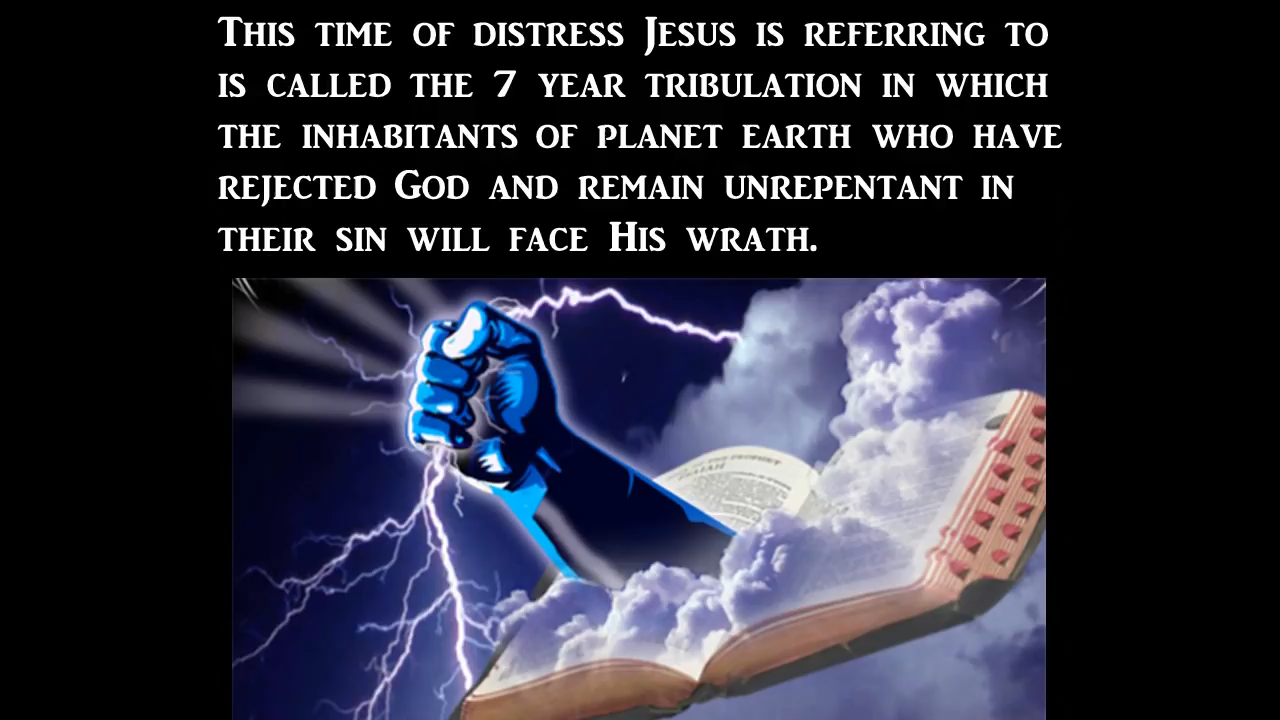 This time of distress Jesus is referring to
is called the 7 year tribulation in which
the inhabitants of planet earth who have
rejected God and remain unrepentant in
their sin will face His wrath.